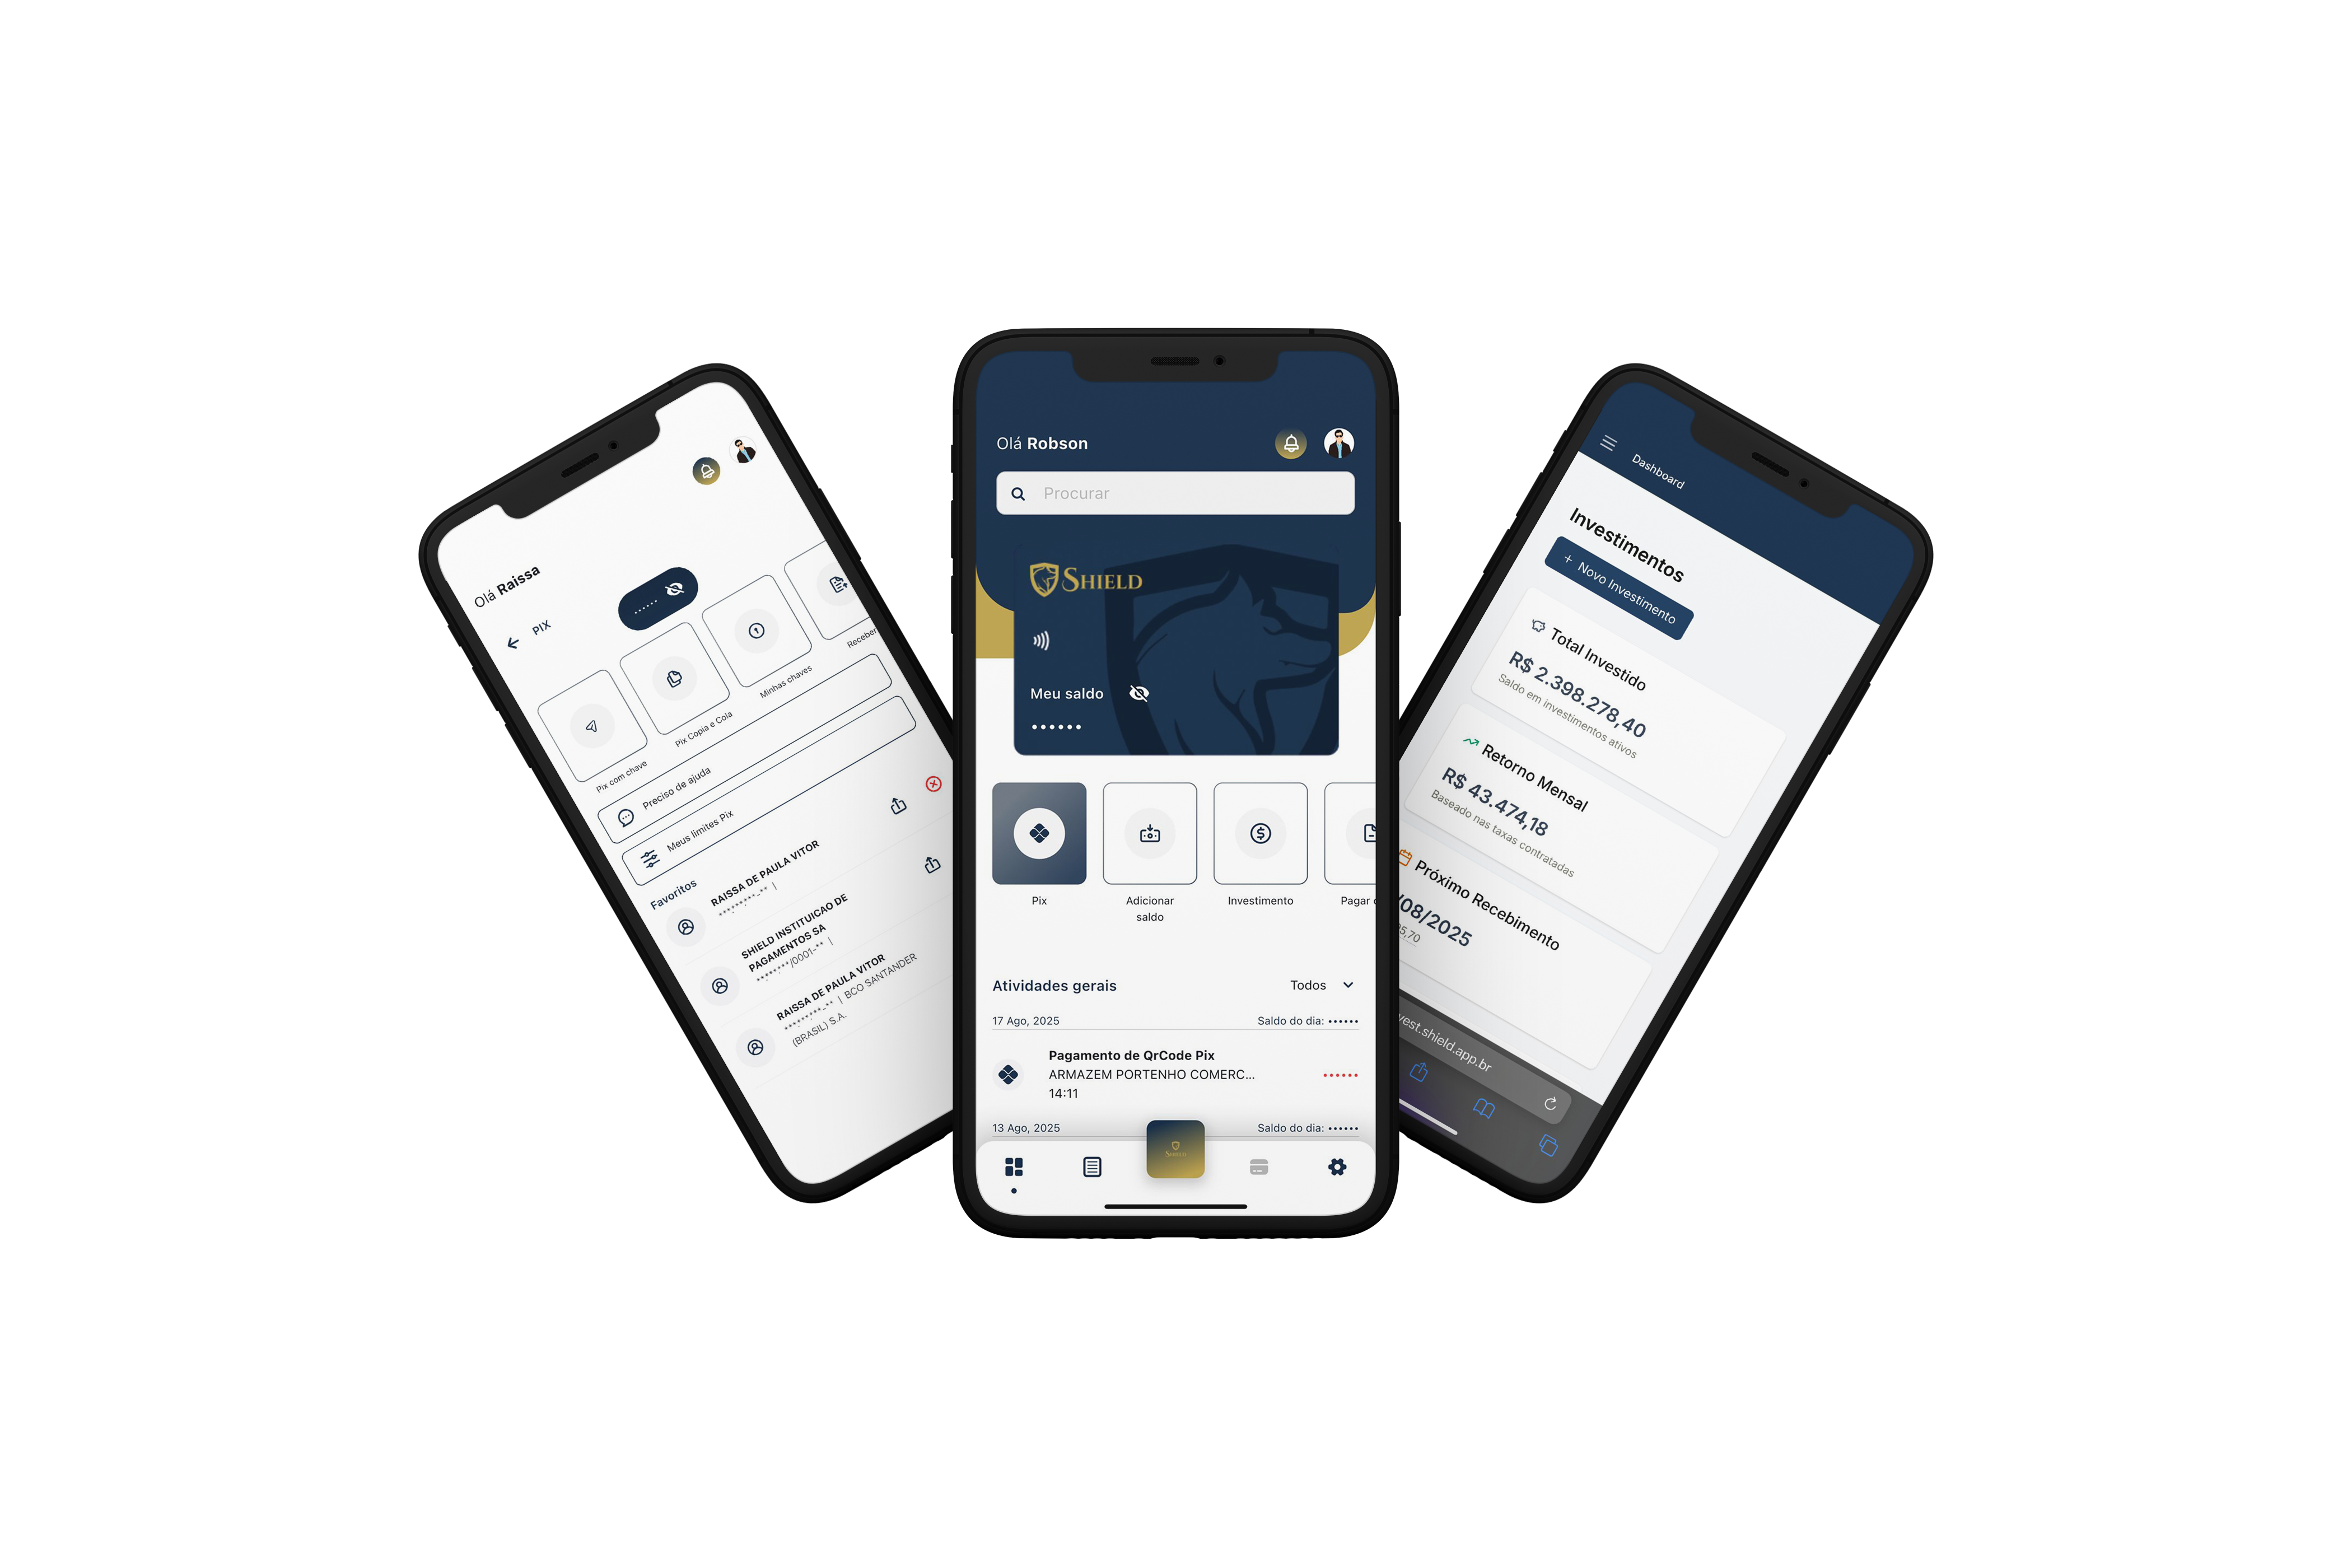 Olá Raissa
PIX
Pix com chave
Pix Copia e Cola
Minhas chaves
Receber
Preciso de ajuda
Meus limites Pix
Favoritos
RAISSA DE PAULA VITOR
***.***.***-** |
SHIELD INSTITUICAO DE
PAGAMENTOS SA
**.***.***/0001-** |
RAISSA DE PAULA VITOR
***.***.***-** | BCO SANTANDER
(BRASIL) S.A.
Olá Robson
Procurar
SHIELD
Meu saldo
••••••
Pix
Adicionar
saldo
Investimento
Pagar
Atividades gerais
Todos
17 Ago, 2025
Saldo do dia: ••••••
Pagamento de QrCode Pix
ARMAZEM PORTENHO COMERC...
••••••
14:11
13 Ago, 2025
Saldo do dia: ••••••
SHIELD
Dashboard
Investimentos
+ Novo Investimento
Total Investido
R$ 2.398.278,40
Saldo em investimentos ativos
Retorno Mensal
R$ 43.474,18
Baseado nas taxas contratadas
Próximo Recebimento
/08/2025
5,70
vest.shield.app.br